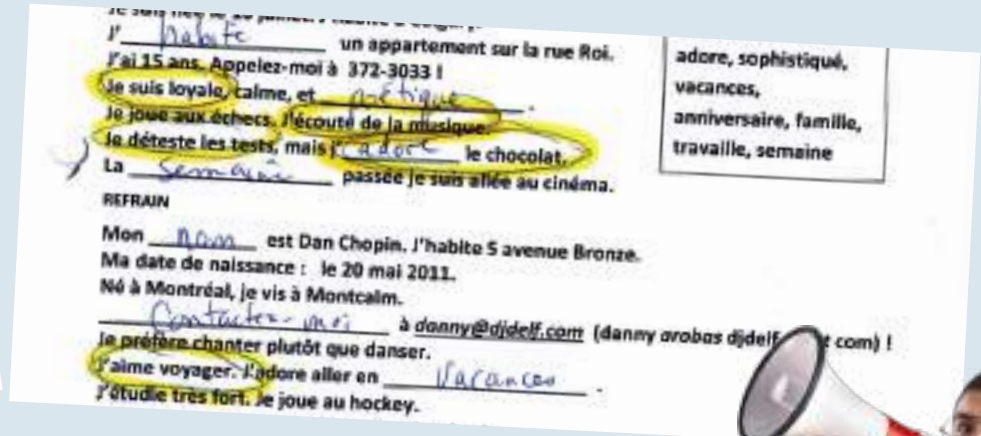 J' habite un appartement sur la rue Roi.
J'ai 15 ans. Appelez-moi à 372-3033 !
Je suis loyale, calme, et
Je joue aux échecs. J'écoute de la musique.
Je déteste les tests, mais j' adore le chocolat.
La semaine passée je suis allée au cinéma.
REFRAIN
Mon nom est Dan Chopin. J'habite 5 avenue Bronze.
Ma date de naissance : le 20 mai 2011.
Né à Montréal, je vis à Montcalm.
Contactez-moi à danny@djdelf.com (danny arobas djdelf com) !
Je préfère chanter plutôt que danser.
J'aime voyager. J'adore aller en vacances.
J'étudie très fort. Je joue au hockey.
adore, sophistiqué,
vacances,
anniversaire, famille,
travaille, semaine